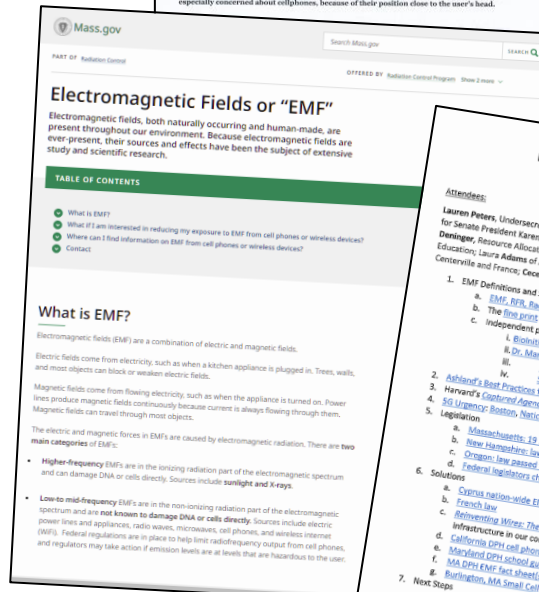 especially concerned about cellphones, because of their position close to the user's head.
Mass.gov
Search Mass.gov
SEARCH
PART OF Radiation Control
OFFERED BY Radiation Control Program Show 2 more
Electromagnetic Fields or “EMF”
Electromagnetic fields, both naturally occurring and human-made, are
present throughout our environment. Because electromagnetic fields are
ever-present, their sources and effects have been the subject of extensive
study and scientific research.
TABLE OF CONTENTS
What is EMF?
What if I am interested in reducing my exposure to EMF from cell phones or wireless devices?
Where can I find information on EMF from cell phones or wireless devices?
Contact
What is EMF?
Electromagnetic fields (EMF) are a combination of electric and magnetic fields.
Electric fields come from electricity, such as when a kitchen appliance is plugged in. Trees, walls,
and most objects can block or weaken electric fields.
Magnetic fields come from flowing electricity, such as when the appliance is turned on. Power
lines produce magnetic fields continuously because current is always flowing through them.
Magnetic fields can travel through most objects.
The electric and magnetic forces in EMFs are caused by electromagnetic radiation. There are two
main categories of EMFs:
• Higher-frequency EMFs are in the ionizing radiation part of the electromagnetic spectrum
and can damage DNA or cells directly. Sources include sunlight and X-rays.
• Low-to mid-frequency EMFs are in the non-ionizing radiation part of the electromagnetic
spectrum and are not known to damage DNA or cells directly. Sources include electric
power lines and appliances, radio waves, microwaves, cell phones, and wireless internet
(WiFi). Federal regulations are in place to help limit radiofrequency output from cell phones,
and regulators may take action if emission levels are at levels that are hazardous to the user.
Attendees:
Lauren Peters, Undersecr
for Senate President Karen
Deninger, Resource Allocat
Education; Laura Adams of
Centerville and France; Cece
1. EMF Definitions and
a. EMF, RFR, Ra
b. The fine print
c. Independent p
i. BioIniti
ii. Dr. Ma
iii.
iv.
2. Ashland's Best Practices
3. Harvard's Captured Agen
4. 5G Urgency: Boston, Natio
5. Legislation
a. Massachusetts: 19
b. New Hampshire: law
c. Oregon: law passed
d. Federal legislators ch
6. Solutions
a. Cyprus nation-wide E
b. French law
c. Reinventing Wires: The
infrastructure in our co
d. California DPH cell phon
e. Maryland DPH school gu
f. MA DPH EMF fact sheet(s
g. Burlington, MA Small Cell
7. Next Steps